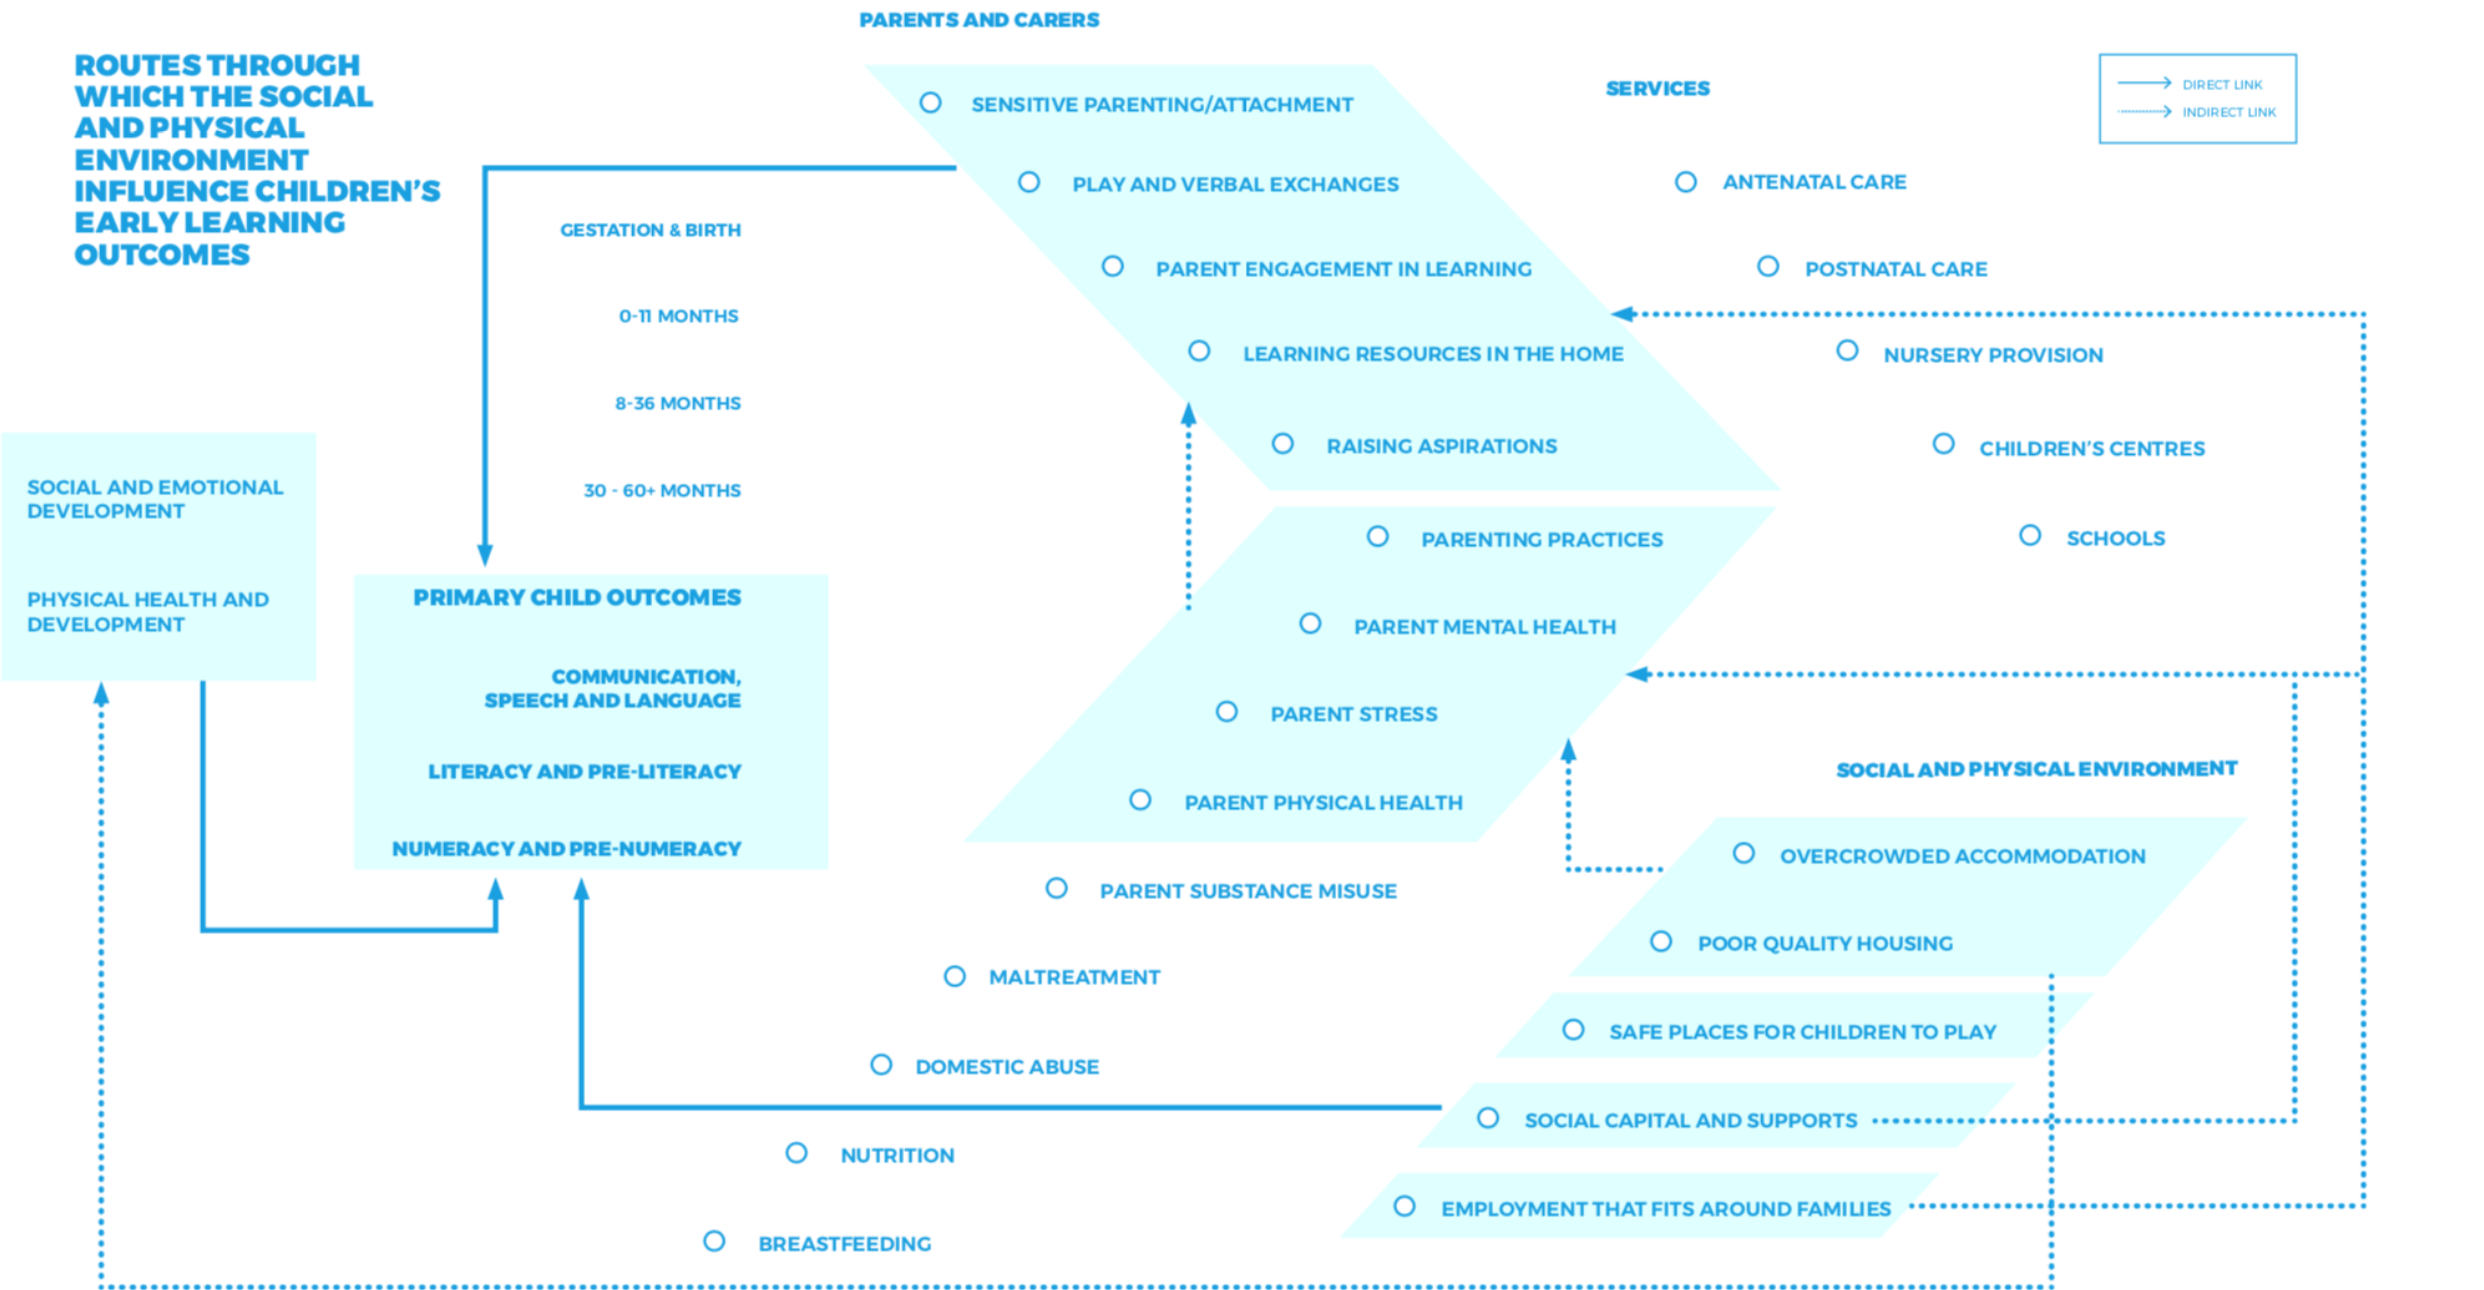 ROUTES THROUGH
WHICH THE SOCIAL
AND PHYSICAL
ENVIRONMENT
INFLUENCE CHILDREN'S
EARLY LEARNING
OUTCOMES
PARENTS AND CARERS
SENSITIVE PARENTING/ATTACHMENT
PLAY AND VERBAL EXCHANGES
PARENT ENGAGEMENT IN LEARNING
LEARNING RESOURCES IN THE HOME
RAISING ASPIRATIONS
PARENTING PRACTICES
PARENT MENTAL HEALTH
PARENT STRESS
PARENT PHYSICAL HEALTH
PARENT SUBSTANCE MISUSE
MALTREATMENT
DOMESTIC ABUSE
NUTRITION
BREASTFEEDING
SERVICES
ANTENATAL CARE
POSTNATAL CARE
NURSERY PROVISION
CHILDREN'S CENTRES
SCHOOLS
DIRECT LINK
INDIRECT LINK
GESTATION & BIRTH
0-11 MONTHS
8-36 MONTHS
30 - 60+ MONTHS
SOCIAL AND EMOTIONAL
DEVELOPMENT
PHYSICAL HEALTH AND
DEVELOPMENT
PRIMARY CHILD OUTCOMES
COMMUNICATION,
SPEECH AND LANGUAGE
LITERACY AND PRE-LITERACY
NUMERACY AND PRE-NUMERACY
SOCIAL AND PHYSICAL ENVIRONMENT
OVERCROWDED ACCOMMODATION
POOR QUALITY HOUSING
SAFE PLACES FOR CHILDREN TO PLAY
SOCIAL CAPITAL AND SUPPORTS
EMPLOYMENT THAT FITS AROUND FAMILIES